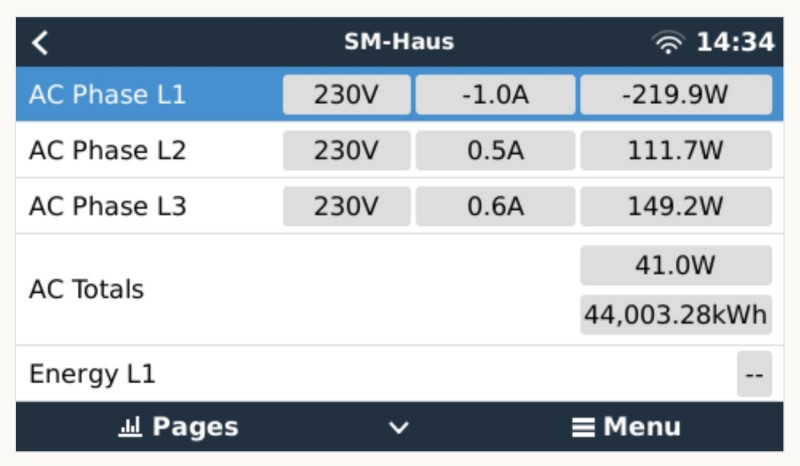 SM-Haus 14:34
AC Phase L1 230V -1.0A -219.9W
AC Phase L2 230V 0.5A 111.7W
AC Phase L3 230V 0.6A 149.2W
AC Totals 41.0W
44,003.28kWh
Energy L1 --
Pages Menu